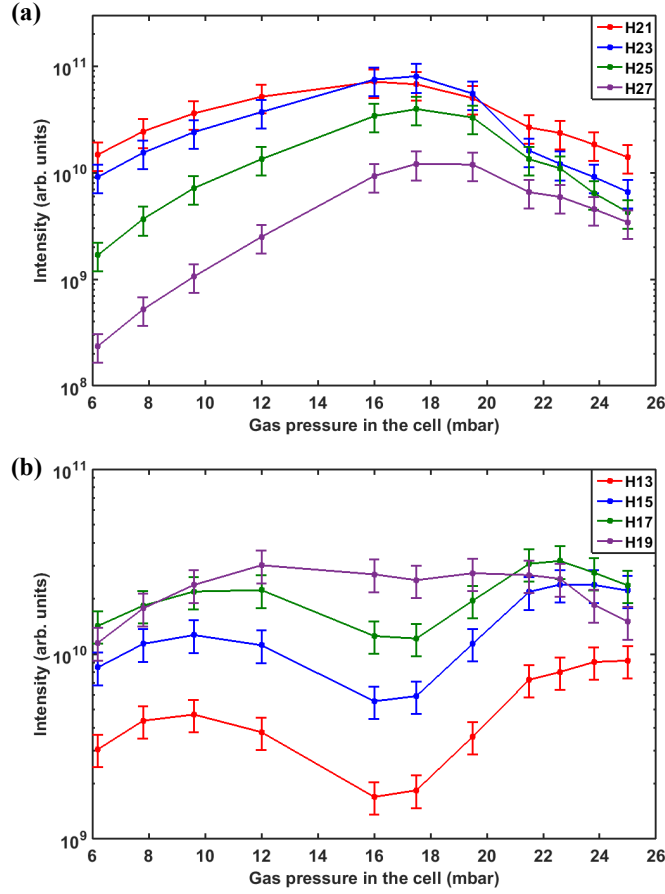 (a)
H21
H23
H25
H27
10^11
10^10
10^9
10^8
Intensity (arb. units)
6 8 10 12 14 16 18 20 22 24 26
Gas pressure in the cell (mbar)
(b)
H13
H15
H17
H19
10^11
10^10
10^9
Intensity (arb. units)
6 8 10 12 14 16 18 20 22 24 26
Gas pressure in the cell (mbar)